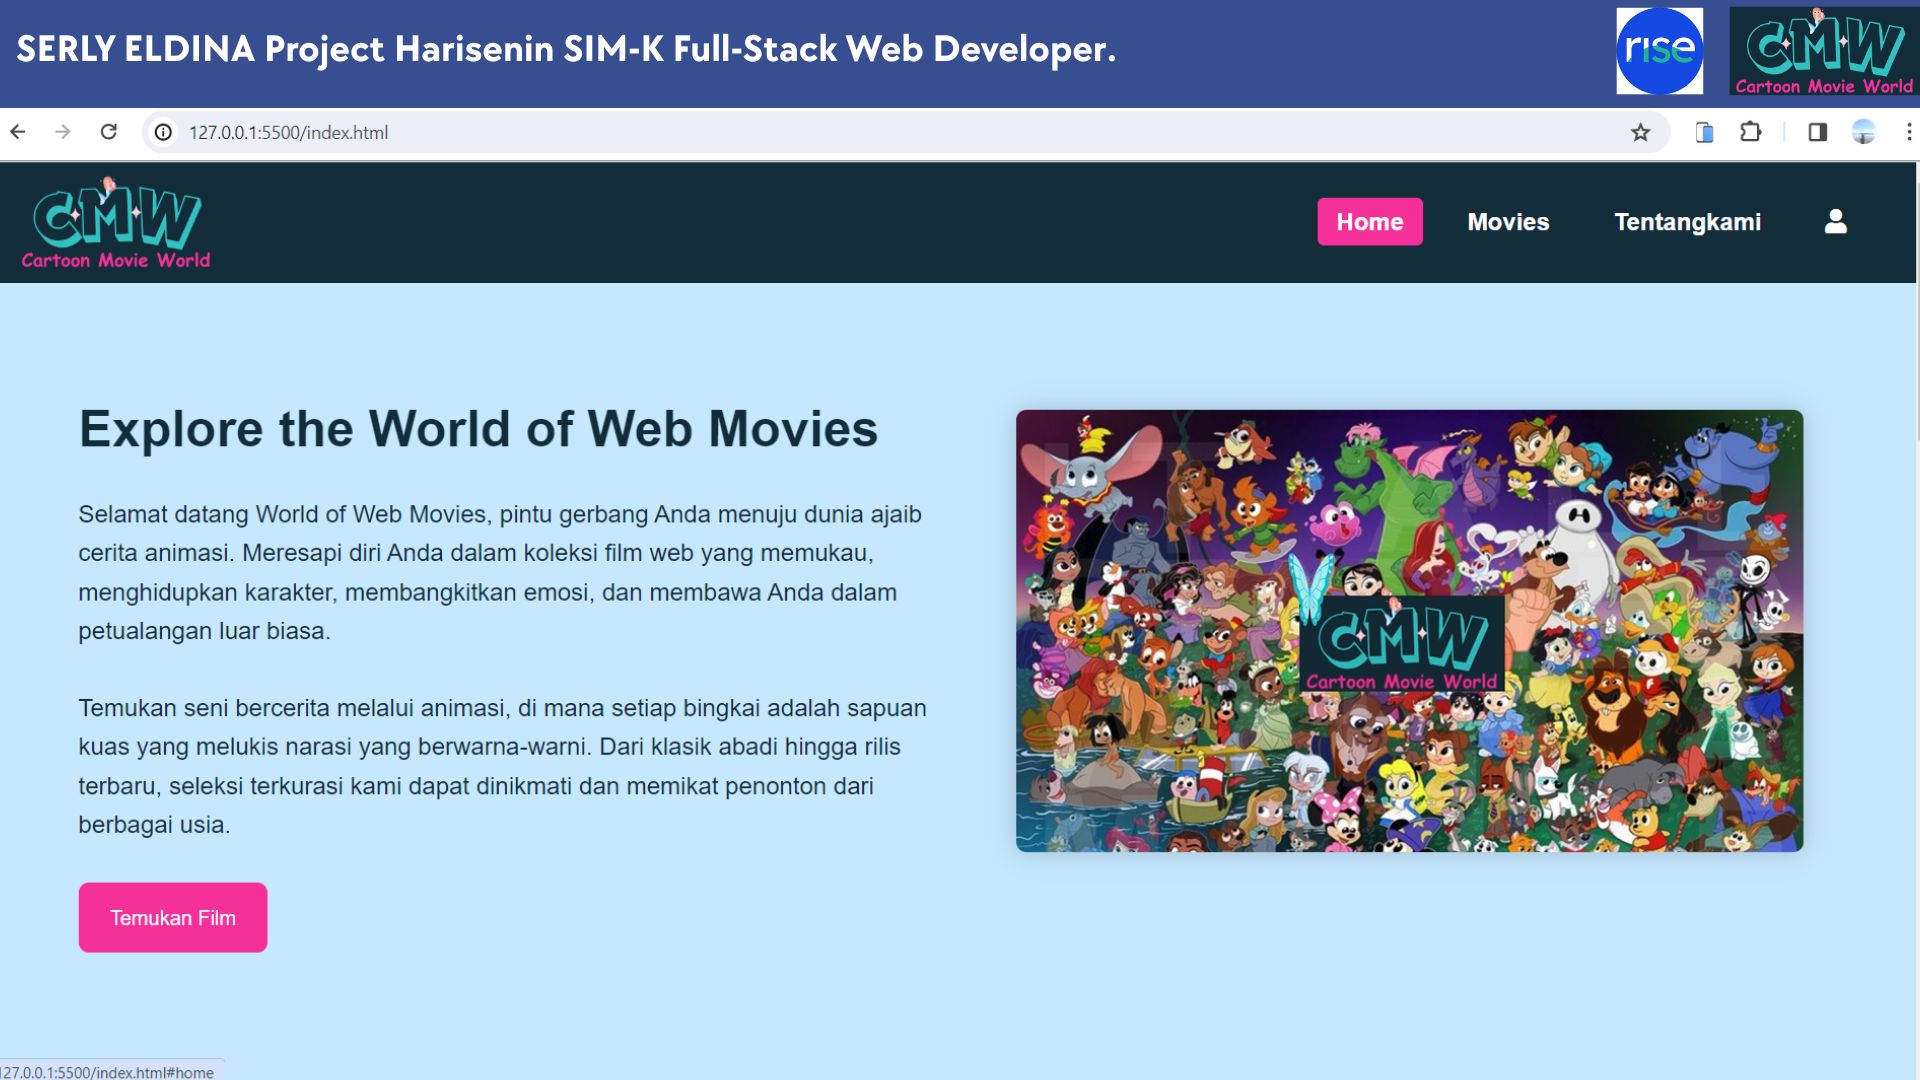 SERLY ELDINA Project Harisenin SIM-K Full-Stack Web Developer.
rise
CMW
Cartoon Movie World
127.0.0.1:5500/index.html
CMW
Cartoon Movie World
Home
Movies
Tentangkami
Explore the World of Web Movies
Selamat datang World of Web Movies, pintu gerbang Anda menuju dunia ajaib
cerita animasi. Meresapi diri Anda dalam koleksi film web yang memukau,
menghidupkan karakter, membangkitkan emosi, dan membawa Anda dalam
petualangan luar biasa.
Temukan seni bercerita melalui animasi, di mana setiap bingkai adalah sapuan
kuas yang melukis narasi yang berwarna-warni. Dari klasik abadi hingga rilis
terbaru, seleksi terkurasi kami dapat dinikmati dan memikat penonton dari
berbagai usia.
Temukan Film
CMW
Cartoon Movie World
127.0.0.1:5500/index.html#home